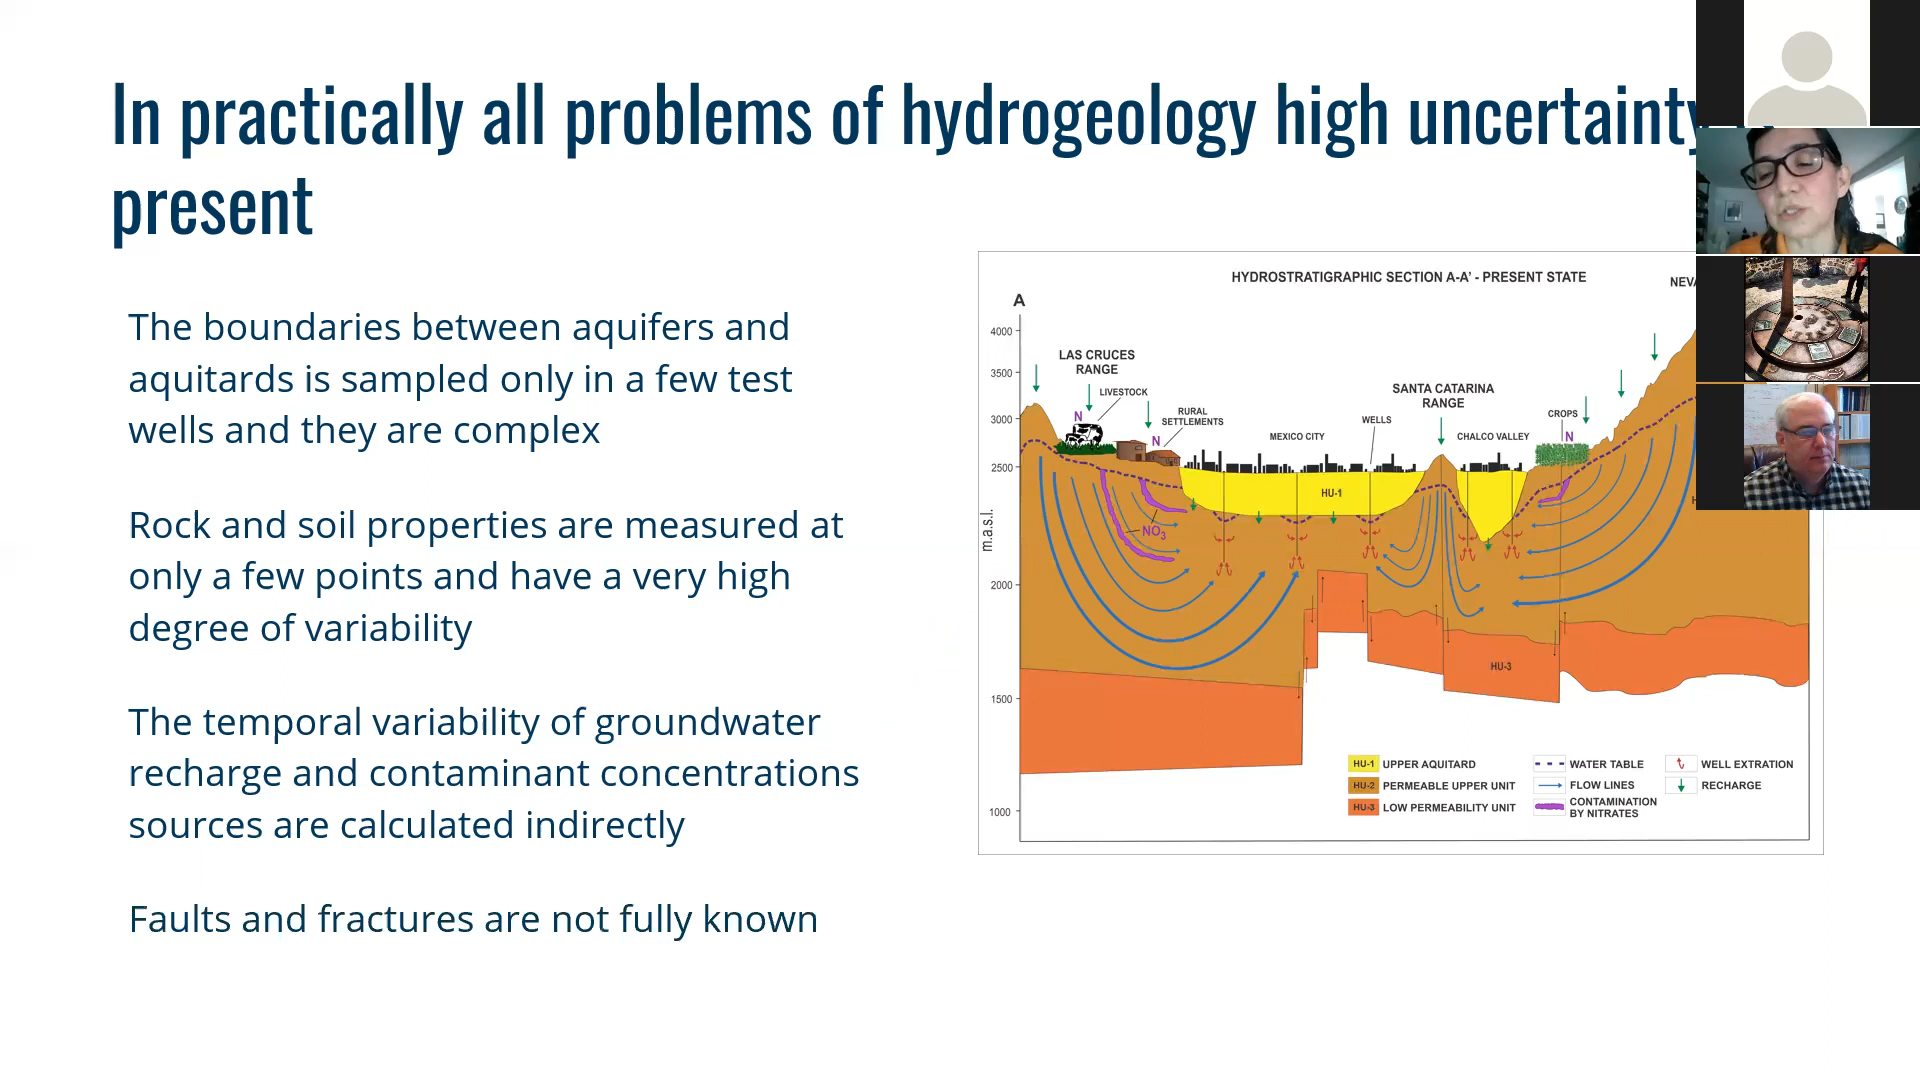 In practically all problems of hydrogeology high uncertainty
present
The boundaries between aquifers and
aquitards is sampled only in a few test
wells and they are complex
Rock and soil properties are measured at
only a few points and have a very high
degree of variability
The temporal variability of groundwater
recharge and contaminant concentrations
sources are calculated indirectly
Faults and fractures are not fully known
HYDROSTRATIGRAPHIC SECTION A-A' - PRESENT STATE
A
4000
3500
3000
2500
2000
1500
1000
m.a.s.l.
LAS CRUCES
RANGE
LIVESTOCK
N
RURAL
SETTLEMENTS
N
MEXICO CITY
WELLS
SANTA CATARINA
RANGE
CHALCO VALLEY
CROPS
N
HU-1
NO3
HU-3
HU-1 UPPER AQUITARD
HU-2 PERMEABLE UPPER UNIT
HU-3 LOW PERMEABILITY UNIT
WATER TABLE
FLOW LINES
CONTAMINATION
BY NITRATES
WELL EXTRATION
RECHARGE